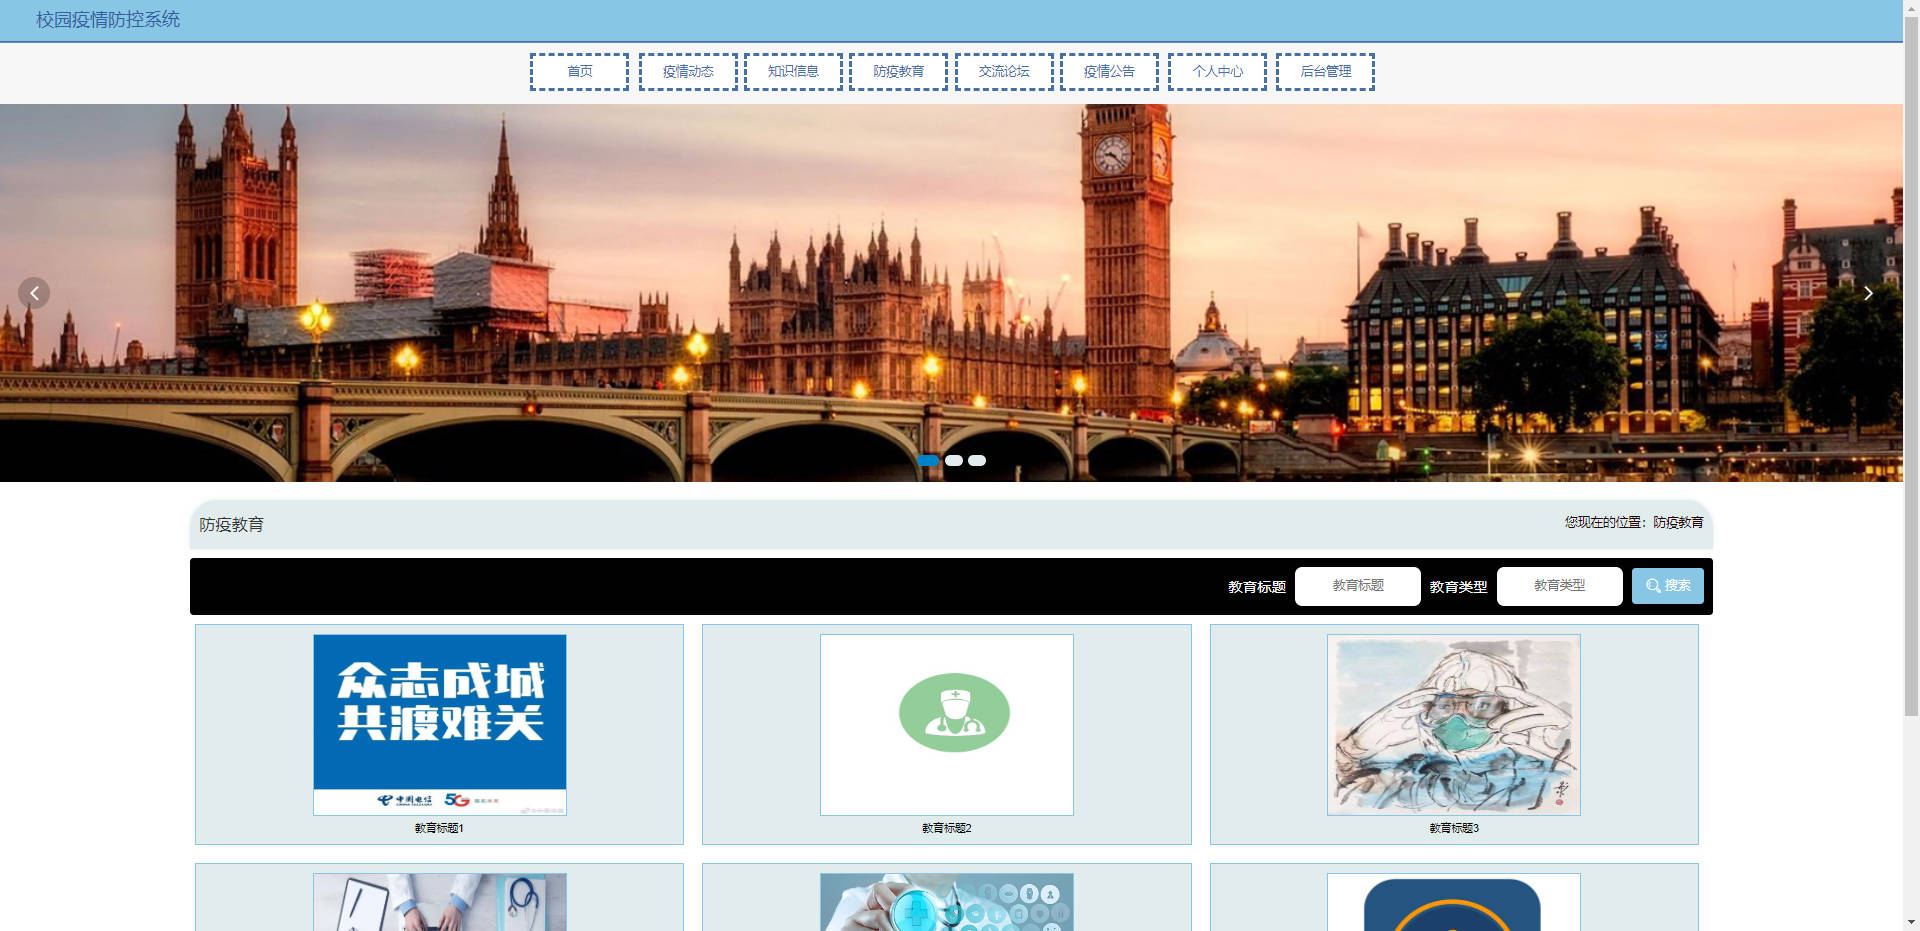 校园疫情防控系统
首页 疫情动态 知识信息 防疫教育 交流论坛 疫情公告 个人中心 后台管理
防疫教育
您现在的位置：防疫教育
教育标题 教育标题 教育类型 教育类型 搜索
众志成城
共渡难关
中国电信 5G
教育标题1
教育标题2
教育标题3